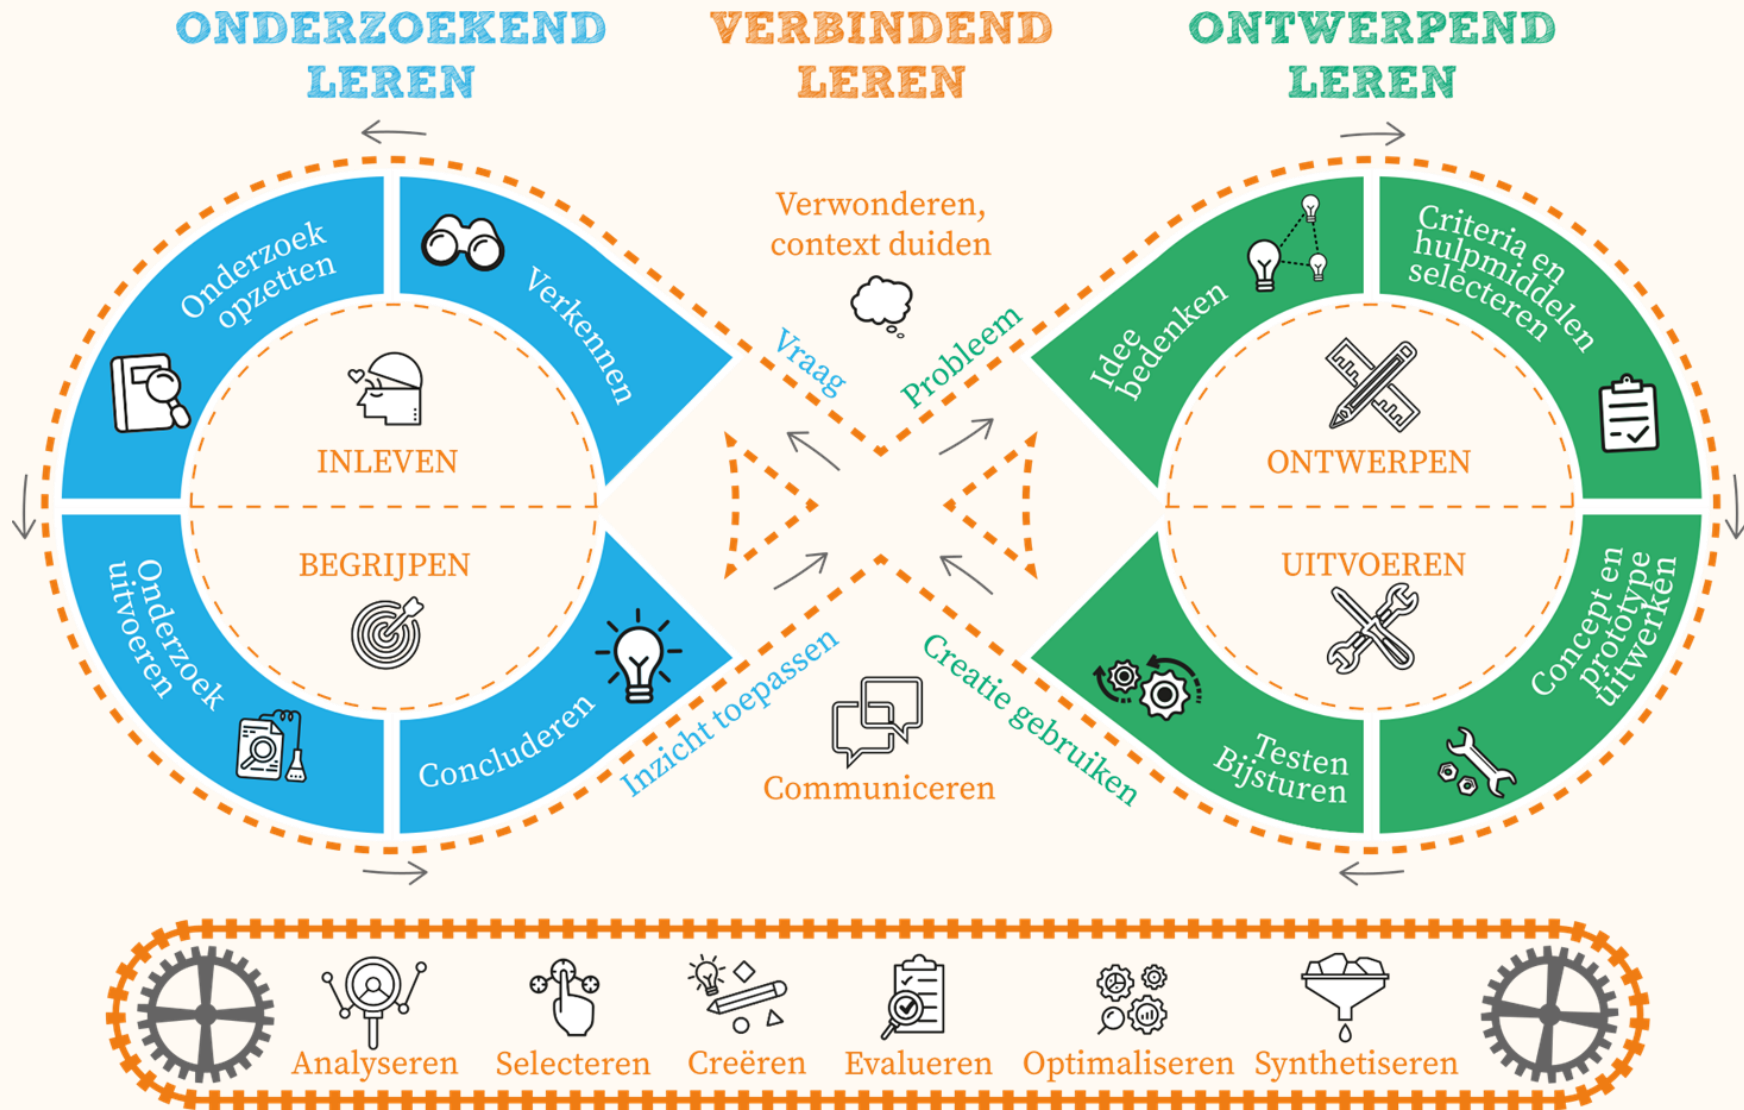 ONDERZOEKEND
LEREN
VERBINDEND
LEREN
ONTWERPEND
LEREN
Verwonderen,
context duiden
Vraag
Probleem
Verkennen
Onderzoek
opzetten
Onderzoek
uitvoeren
Concluderen
INLEVEN
BEGRIJPEN
Inzicht toepassen
Idee
bedenken
Criteria en
hulpmiddelen
selecteren
Concept en
prototype
uitwerken
Testen
Bijsturen
ONTWERPEN
UITVOEREN
Creatie gebruiken
Communiceren
Analyseren
Selecteren
Creëren
Evalueren
Optimaliseren
Synthetiseren